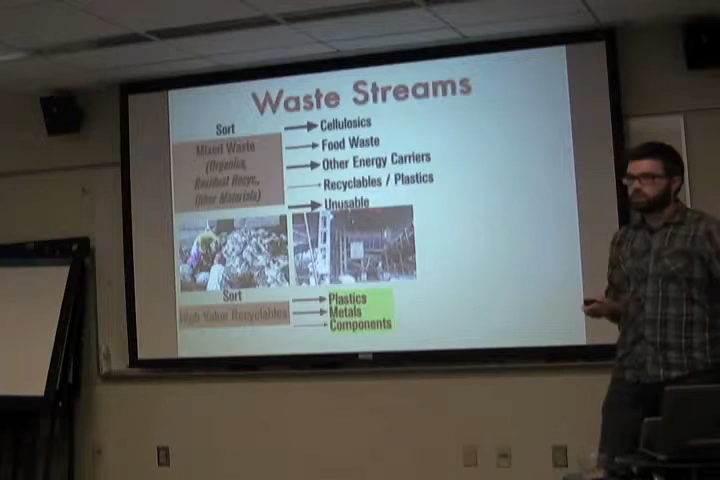 Waste Streams
Sort
Cellulosics
Mixed Waste
Food Waste
(Organics,
Other Energy Carriers
Residual Recyc.,
Recyclables / Plastics
Other Materials)
Unusable
Sort
Plastics
High Value Recyclables
Metals
Components